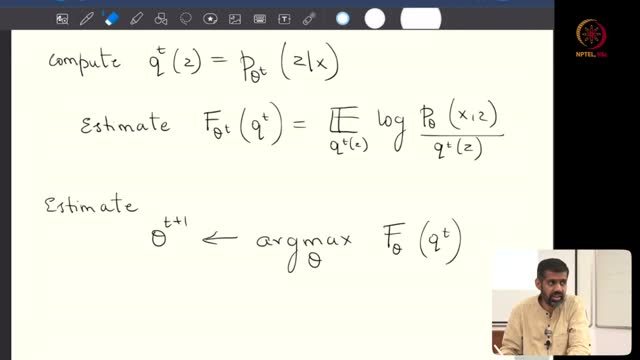 compute q^t(z) = p_{θ^t}(z|x)
Estimate F_{θ^t}(q^t) = 𝔼_{q^t(z)} log p_θ(x,z) / q^t(z)
Estimate
θ^{t+1} ← argmax_θ F_θ(q^t)
NPTEL